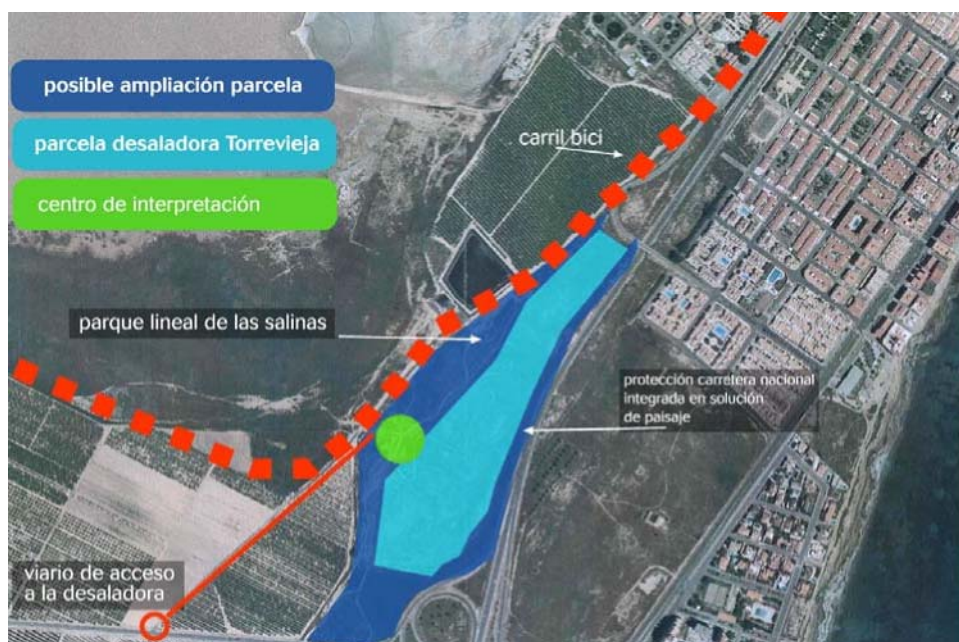 posible ampliación parcela
parcela desaladora Torrevieja
centro de interpretación
carril bici
parque lineal de las salinas
protección carretera nacional
integrada en solución
de paisaje
viario de acceso
a la desaladora